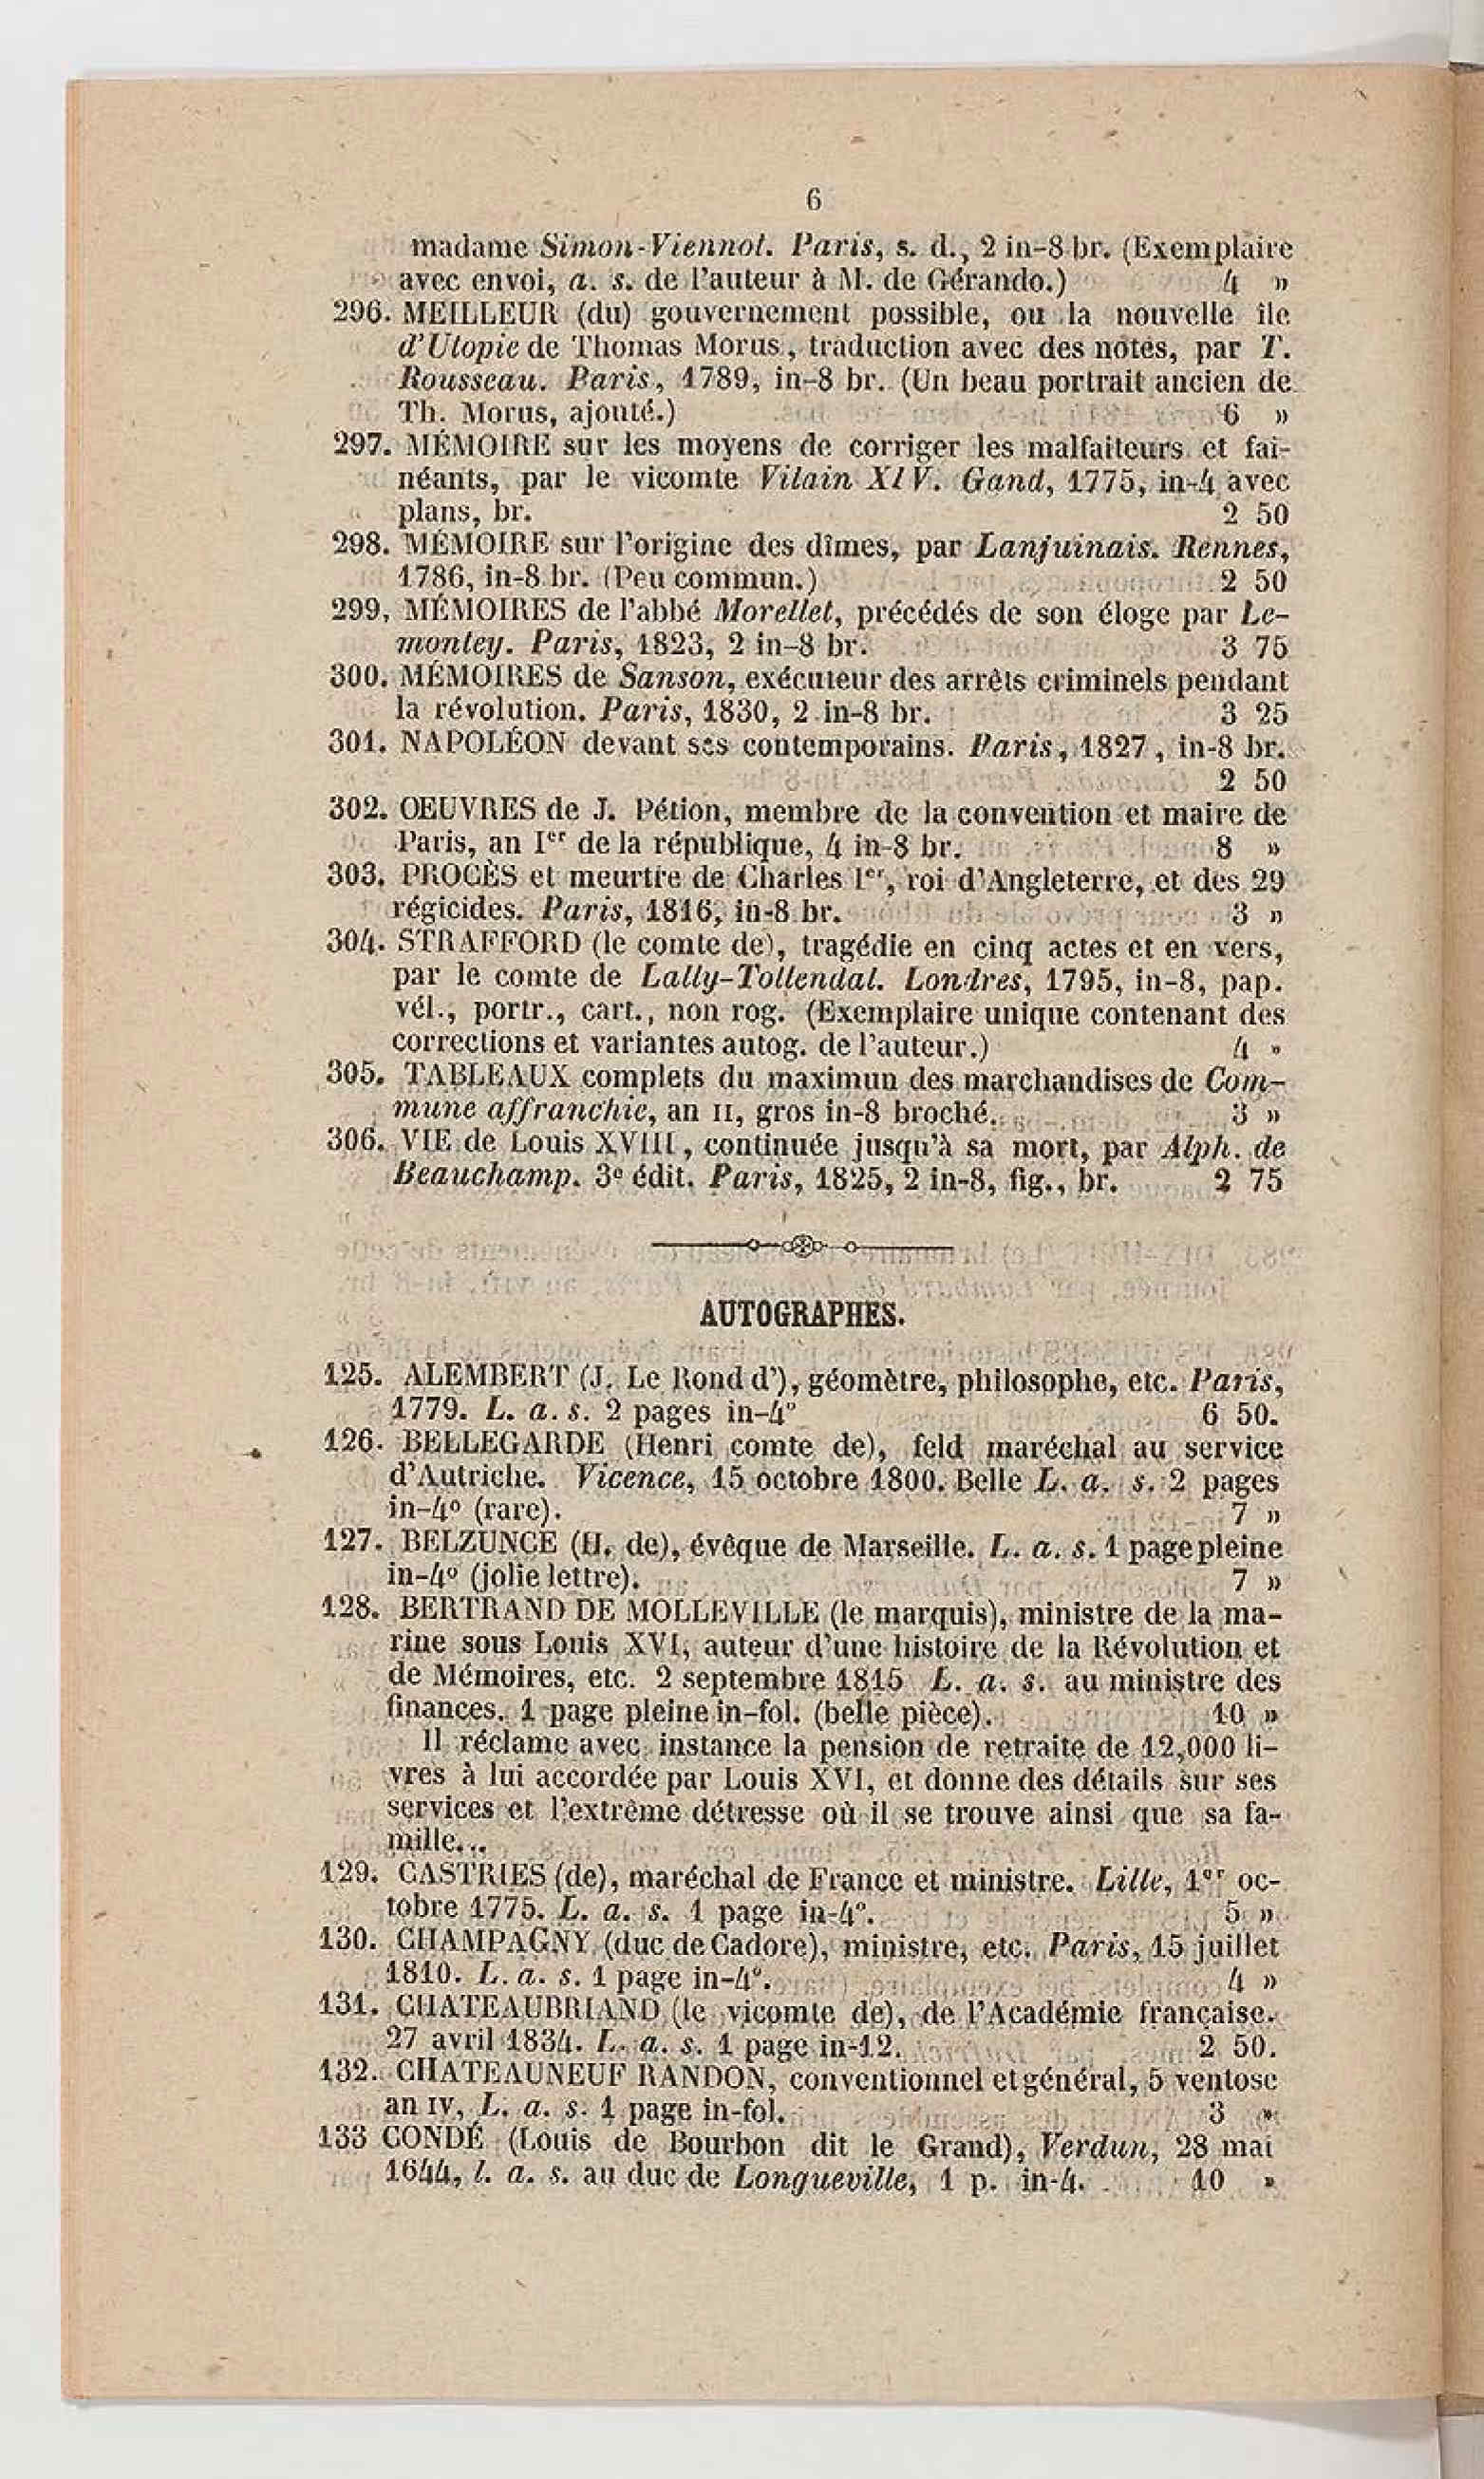 6
madame Simon-Viennot. Paris, s. d., 2 in-8 br. (Exemplaire
avec envoi, a. s. de l'auteur à M. de Gérando.) 4 »
296. MEILLEUR (du) gouvernement possible, ou la nouvelle île
d'Utopie de Thomas Morus, traduction avec des notes, par T.
Rousseau. Paris, 1789, in-8 br. (Un beau portrait ancien de
Th. Morus, ajouté.) 6 »
297. MÉMOIRE sur les moyens de corriger les malfaiteurs et fai-
néants, par le vicomte Vilain XIV. Gand, 1775, in-4 avec
plans, br. 2 50
298. MÉMOIRE sur l'origine des dîmes, par Lanjuinais. Rennes,
1786, in-8 br. (Peu commun.) 2 50
299, MÉMOIRES de l'abbé Morellet, précédés de son éloge par Le-
montey. Paris, 1823, 2 in-8 br. 3 75
300. MÉMOIRES de Sanson, exécuteur des arrêts criminels pendant
la révolution. Paris, 1830, 2 in-8 br. 3 25
301. NAPOLÉON devant ses contemporains. Paris, 1827, in-8 br.
2 50
302. ŒUVRES de J. Pétion, membre de la convention et maire de
Paris, an Ier de la république, 4 in-8 br. 8 »
303. PROCÈS et meurtre de Charles Ier, roi d'Angleterre, et des 29
régicides. Paris, 1816, in-8 br. 3 »
304. STRAFFORD (le comte de), tragédie en cinq actes et en vers,
par le comte de Lally-Tollendal. Londres, 1795, in-8, pap.
vél., portr., cart., non rog. (Exemplaire unique contenant des
corrections et variantes autog. de l'auteur.) 4 »
305. TABLEAUX complets du maximun des marchandises de Com-
mune affranchie, an II, gros in-8 broché. 3 »
306. VIE de Louis XVIII, continuée jusqu'à sa mort, par Alph. de
Beauchamp. 3e édit. Paris, 1825, 2 in-8, fig., br. 2 75
AUTOGRAPHES.
125. ALEMBERT (J. Le Rond d'), géomètre, philosophe, etc. Paris,
1779. L. a. s. 2 pages in-4° 6 50.
126. BELLEGARDE (Henri comte de), feld maréchal au service
d'Autriche. Vicence, 15 octobre 1800. Belle L. a. s. 2 pages
in-4° (rare). 7 »
127. BELZUNCE (H. de), évêque de Marseille. L. a. s. 1 page pleine
in-4° (jolie lettre). 7 »
128. BERTRAND DE MOLLEVILLE (le marquis), ministre de la ma-
rine sous Louis XVI, auteur d'une histoire de la Révolution et
de Mémoires, etc. 2 septembre 1815 L. a. s. au ministre des
finances. 1 page pleine in-fol. (belle pièce). 10 »
Il réclame avec instance la pension de retraite de 12,000 li-
vres à lui accordée par Louis XVI, et donne des détails sur ses
services et l'extrême détresse où il se trouve ainsi que sa fa-
mille...
129. CASTRIES (de), maréchal de France et ministre. Lille, 1er oc-
tobre 1775. L. a. s. 1 page in-4°. 5 »
130. CHAMPAGNY (duc de Cadore), ministre, etc. Paris, 15 juillet
1810. L. a. s. 1 page in-4°. 4 »
131. CHATEAUBRIAND (le vicomte de), de l'Académie française.
27 avril 1834. L. a. s. 1 page in-12. 2 50.
132. CHATEAUNEUF RANDON, conventionnel et général, 5 ventose
an IV, L. a. s. 1 page in-fol. 3 »
133 CONDÉ (Louis de Bourbon dit le Grand), Verdun, 28 mai
1644, l. a. s. au duc de Longueville, 1 p. in-4. 10 »